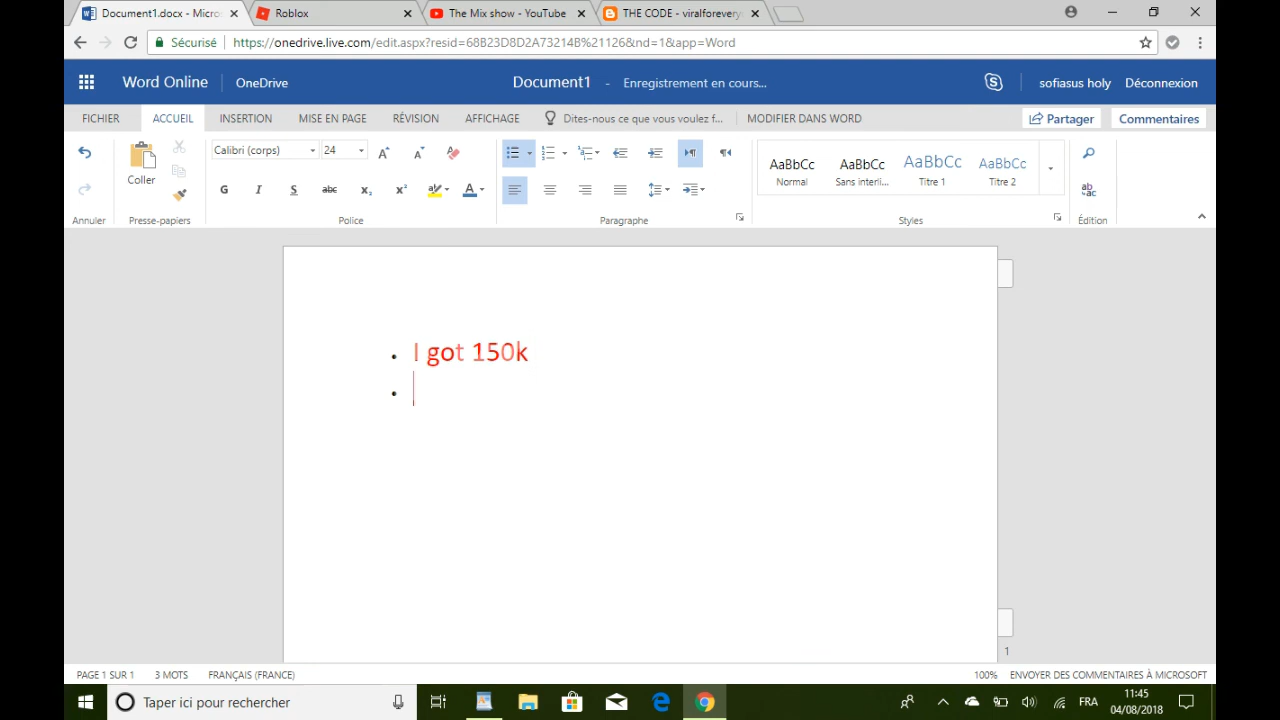 Document1.docx - Micros
Roblox
The Mix show - YouTube
THE CODE - viralforevery
Sécurisé
https://onedrive.live.com/edit.aspx?resid=68B23D8D2A73214B%21126&nd=1&app=Word
Word Online
OneDrive
Document1 - Enregistrement en cours...
sofiasus holy
Déconnexion
FICHIER
ACCUEIL
INSERTION
MISE EN PAGE
RÉVISION
AFFICHAGE
Dites-nous ce que vous voulez f...
MODIFIER DANS WORD
Partager
Commentaires
Calibri (corps)
24
Coller
G I S abc x₂ x² A
AaBbCc
AaBbCc
AaBbCc
AaBbCc
Normal
Sans interli...
Titre 1
Titre 2
Annuler
Presse-papiers
Police
Paragraphe
Styles
Édition
• I got 150k
•
1
PAGE 1 SUR 1
3 MOTS
FRANÇAIS (FRANCE)
100%
ENVOYER DES COMMENTAIRES À MICROSOFT
Taper ici pour rechercher
FRA
11:45
04/08/2018